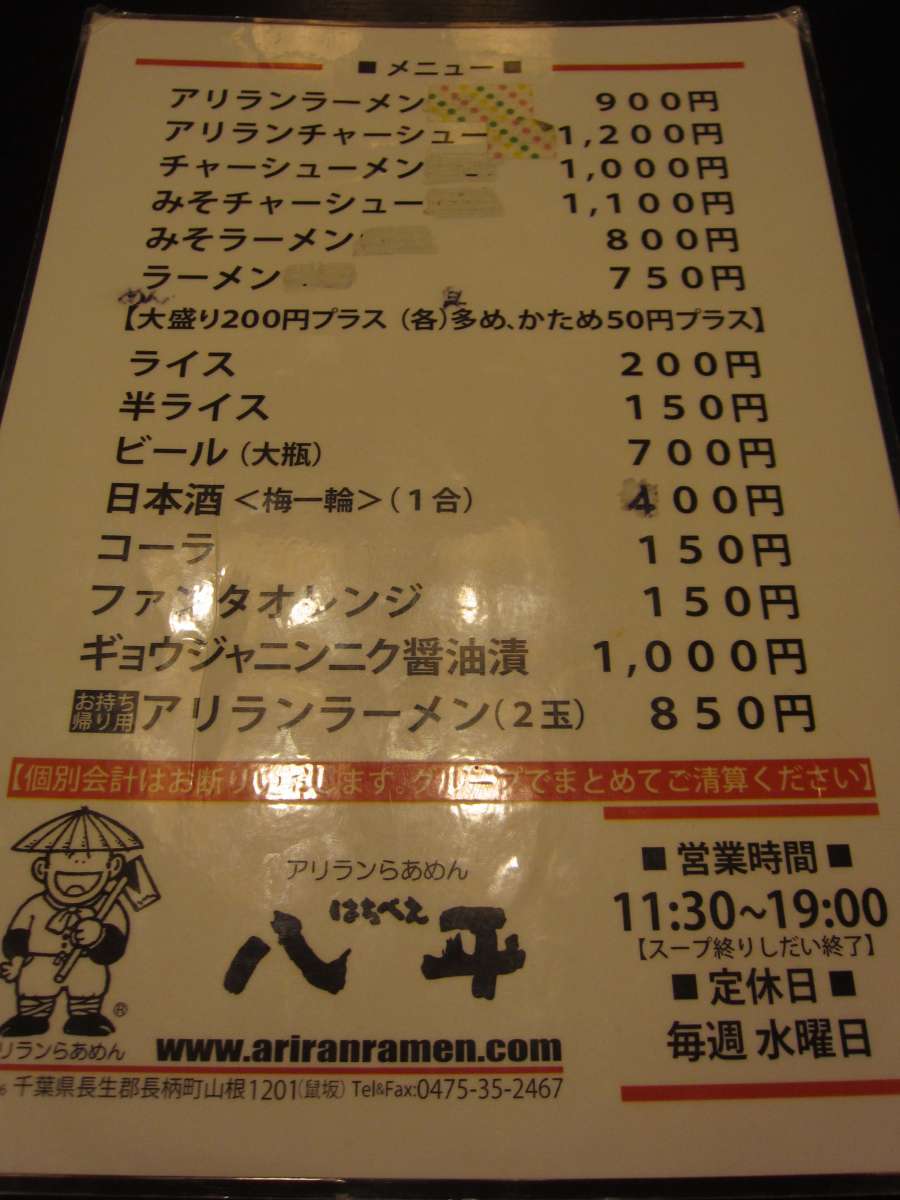 ■ メニュー ■
アリランラーメン 900円
アリランチャーシュー 1,200円
チャーシューメン 1,000円
みそチャーシュー 1,100円
みそラーメン 800円
ラーメン 750円
めん
【大盛り200円プラス (各)多め、かため50円プラス】
ライス 200円
半ライス 150円
ビール(大瓶) 700円
日本酒<梅一輪>(1合) 400円
コーラ 150円
ファンタオレンジ 150円
ギョウジャニンニク醤油漬 1,000円
お持ち帰り用 アリランラーメン(2玉) 850円
【個別会計はお断りします。グループでまとめてご清算ください】
アリランらあめん
はちべえ
八平
®
リランらあめん
www.ariranramen.com
6 千葉県長生郡長柄町山根1201(鼠坂) Tel&Fax:0475-35-2467
■ 営業時間 ■
11:30~19:00
【スープ終りしだい終了】
■ 定休日 ■
毎週 水曜日